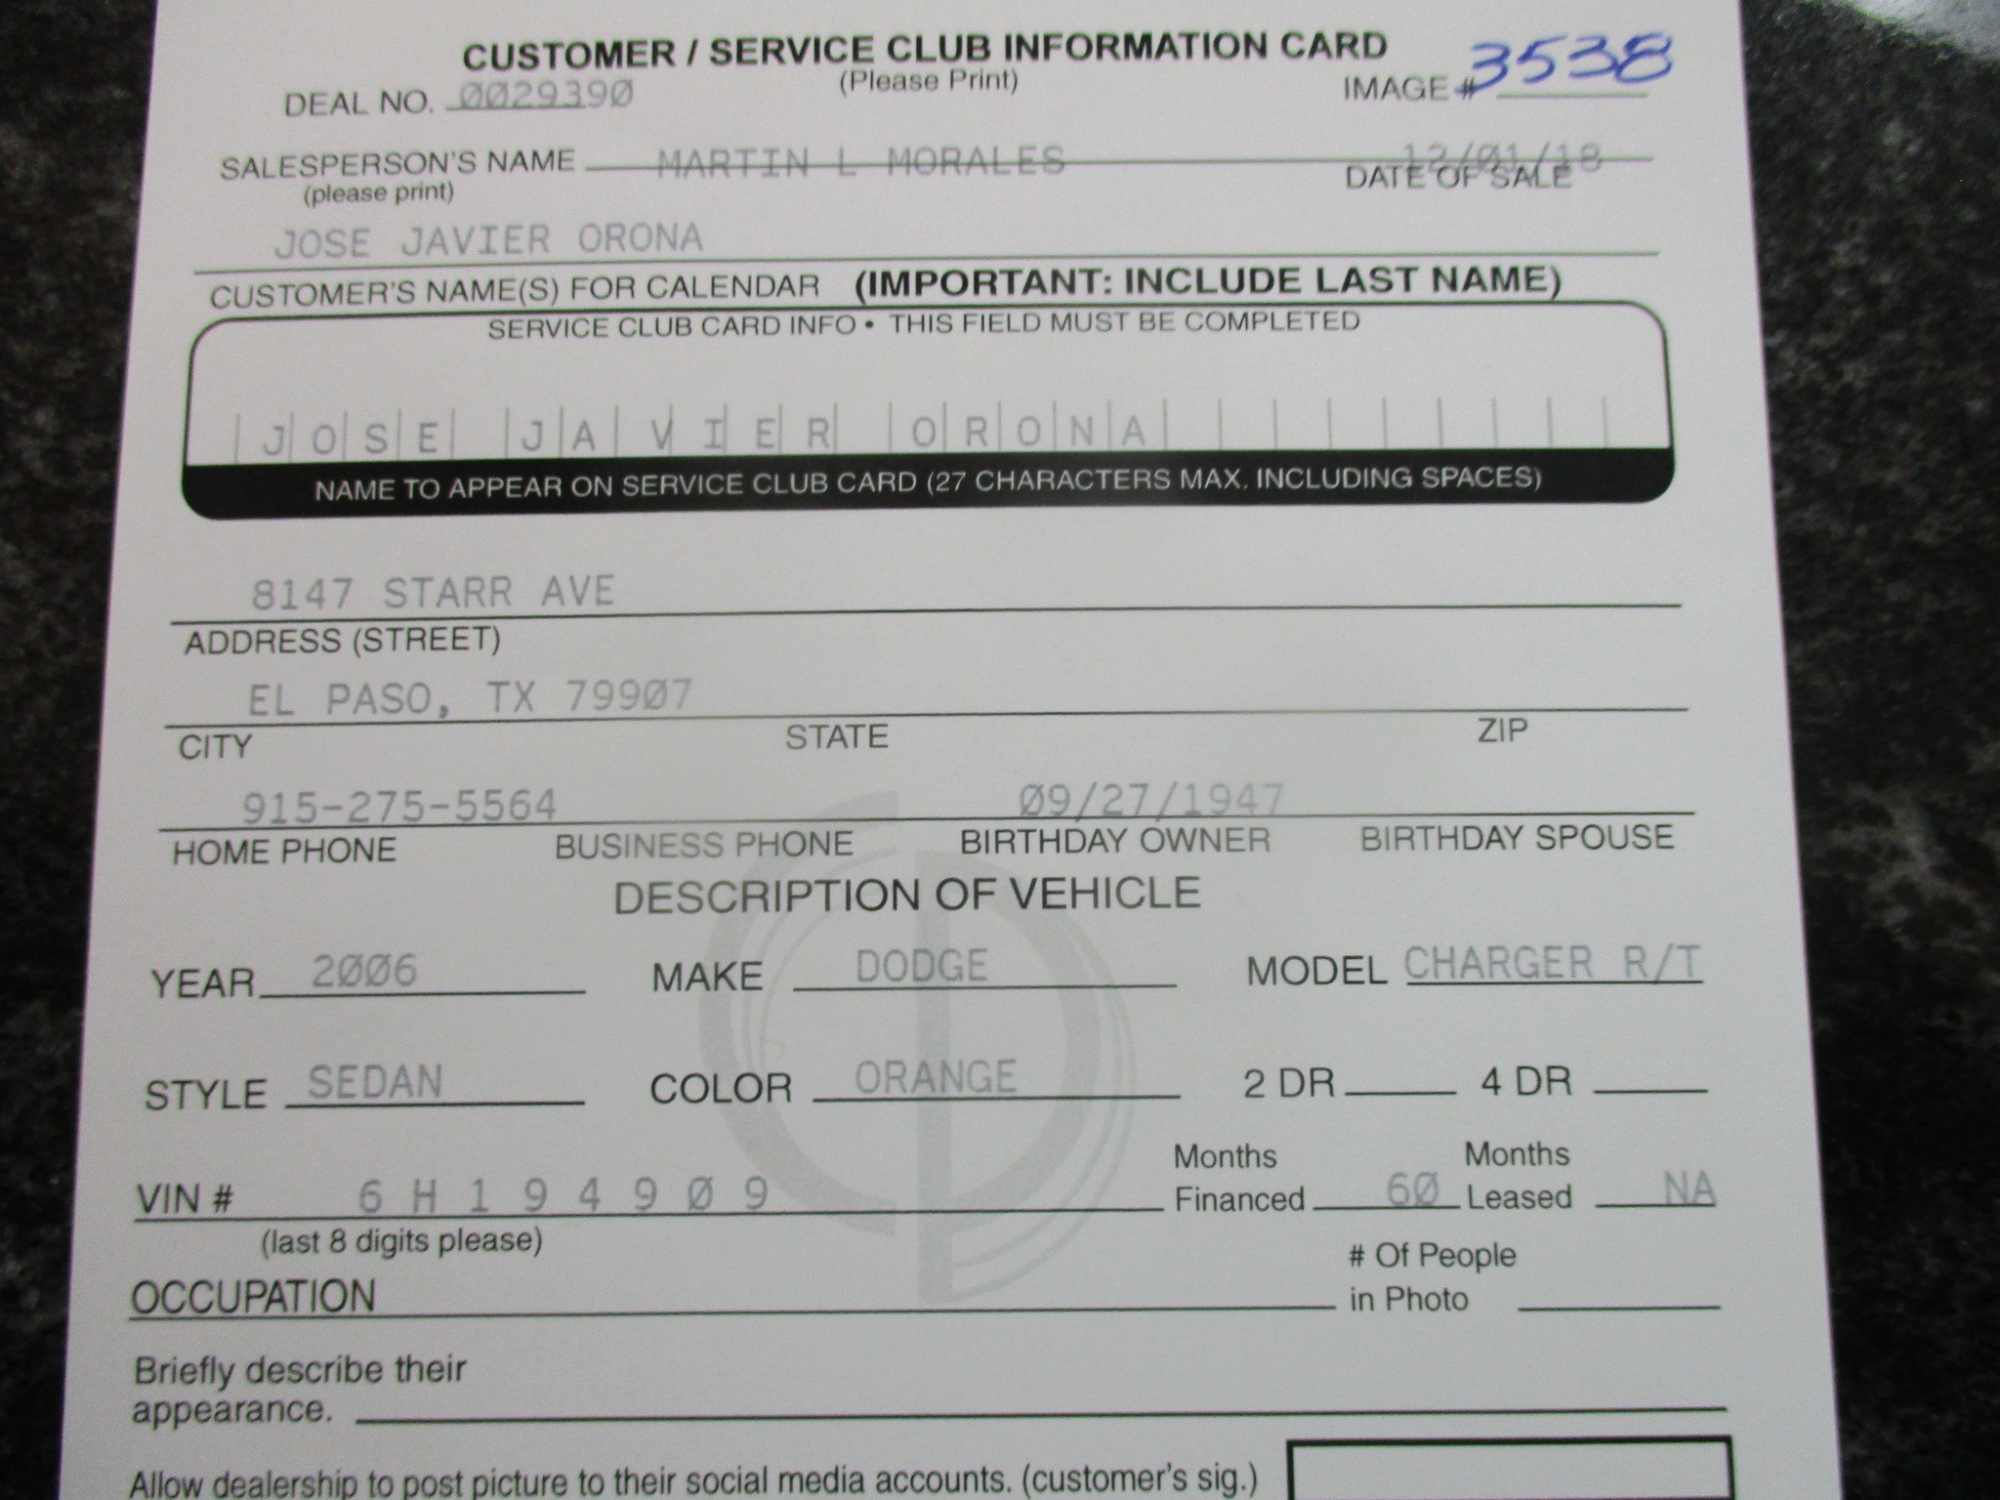 CUSTOMER / SERVICE CLUB INFORMATION CARD
(Please Print)
DEAL NO. 0029390 IMAGE # 3538
SALESPERSON'S NAME MARTIN L MORALES 12/01/18
(please print) DATE OF SALE
JOSE JAVIER ORONA
CUSTOMER'S NAME(S) FOR CALENDAR (IMPORTANT: INCLUDE LAST NAME)
SERVICE CLUB CARD INFO • THIS FIELD MUST BE COMPLETED
JOSE JAVIER ORONA
NAME TO APPEAR ON SERVICE CLUB CARD (27 CHARACTERS MAX. INCLUDING SPACES)
8147 STARR AVE
ADDRESS (STREET)
EL PASO, TX 79907
CITY STATE ZIP
915-275-5564 09/27/1947
HOME PHONE BUSINESS PHONE BIRTHDAY OWNER BIRTHDAY SPOUSE
DESCRIPTION OF VEHICLE
YEAR 2006 MAKE DODGE MODEL CHARGER R/T
STYLE SEDAN COLOR ORANGE 2 DR 4 DR
Months Months
VIN # 6H194909 Financed 60 Leased NA
(last 8 digits please)
# Of People
OCCUPATION in Photo
Briefly describe their
appearance.
Allow dealership to post picture to their social media accounts. (customer's sig.)